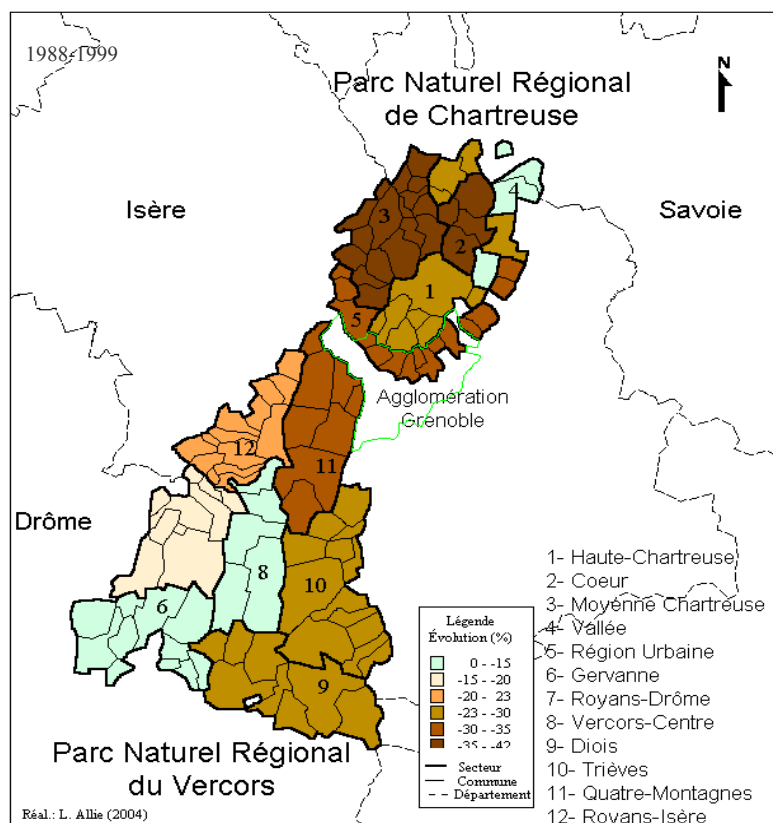 1988-1999
Parc Naturel Régional
de Chartreuse
N
Isère
Savoie
4
3
2
1
5
Agglomération
Grenoble
12
11
Drôme
8
10
6
9
1- Haute-Chartreuse
2- Coeur
3- Moyenne Chartreuse
4- Vallée
5- Région Urbaine
6- Gervanne
7- Royans-Drôme
8- Vercors-Centre
9- Diois
10- Trièves
11- Quatre-Montagnes
12- Royans-Isère
Légende
Évolution (%)
0 - -15
-15 - -20
-20 23
-23 - -30
-30 - -35
-35 - -42
Secteur
Commune
Département
Parc Naturel Régional
du Vercors
Réal.: L. Allie (2004)